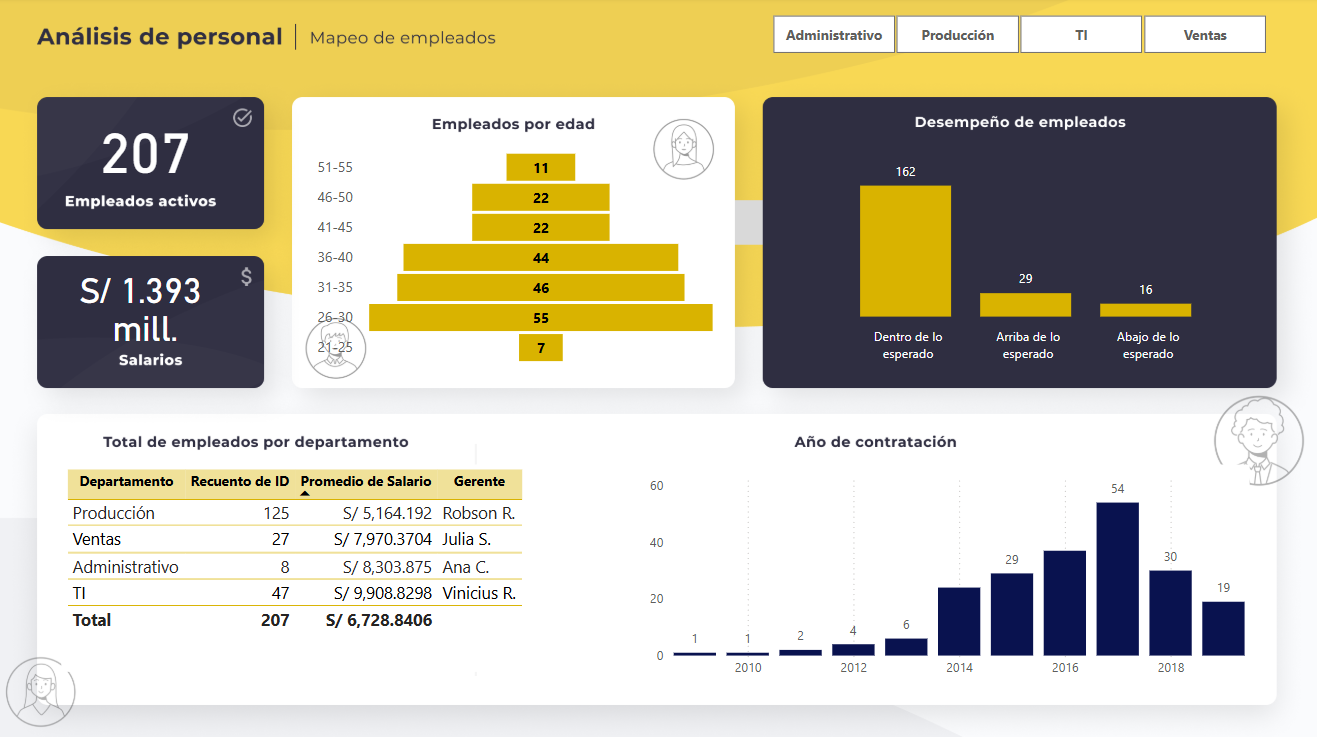 Análisis de personal
Mapeo de empleados
Administrativo
Producción
TI
Ventas
207
Empleados activos
S/ 1.393
mill.
Salarios
$
Empleados por edad
51-55
11
46-50
22
41-45
22
36-40
44
31-35
46
26-30
55
21-25
7
Desempeño de empleados
162
29
16
Dentro de lo
esperado
Arriba de lo
esperado
Abajo de lo
esperado
Total de empleados por departamento
Departamento Recuento de ID Promedio de Salario Gerente
Producción 125 S/ 5,164.192 Robson R.
Ventas 27 S/ 7,970.3704 Julia S.
Administrativo 8 S/ 8,303.875 Ana C.
TI 47 S/ 9,908.8298 Vinicius R.
Total 207 S/ 6,728.8406
Año de contratación
60
40
20
0
1
1
2
4
6
29
54
30
19
2010
2012
2014
2016
2018